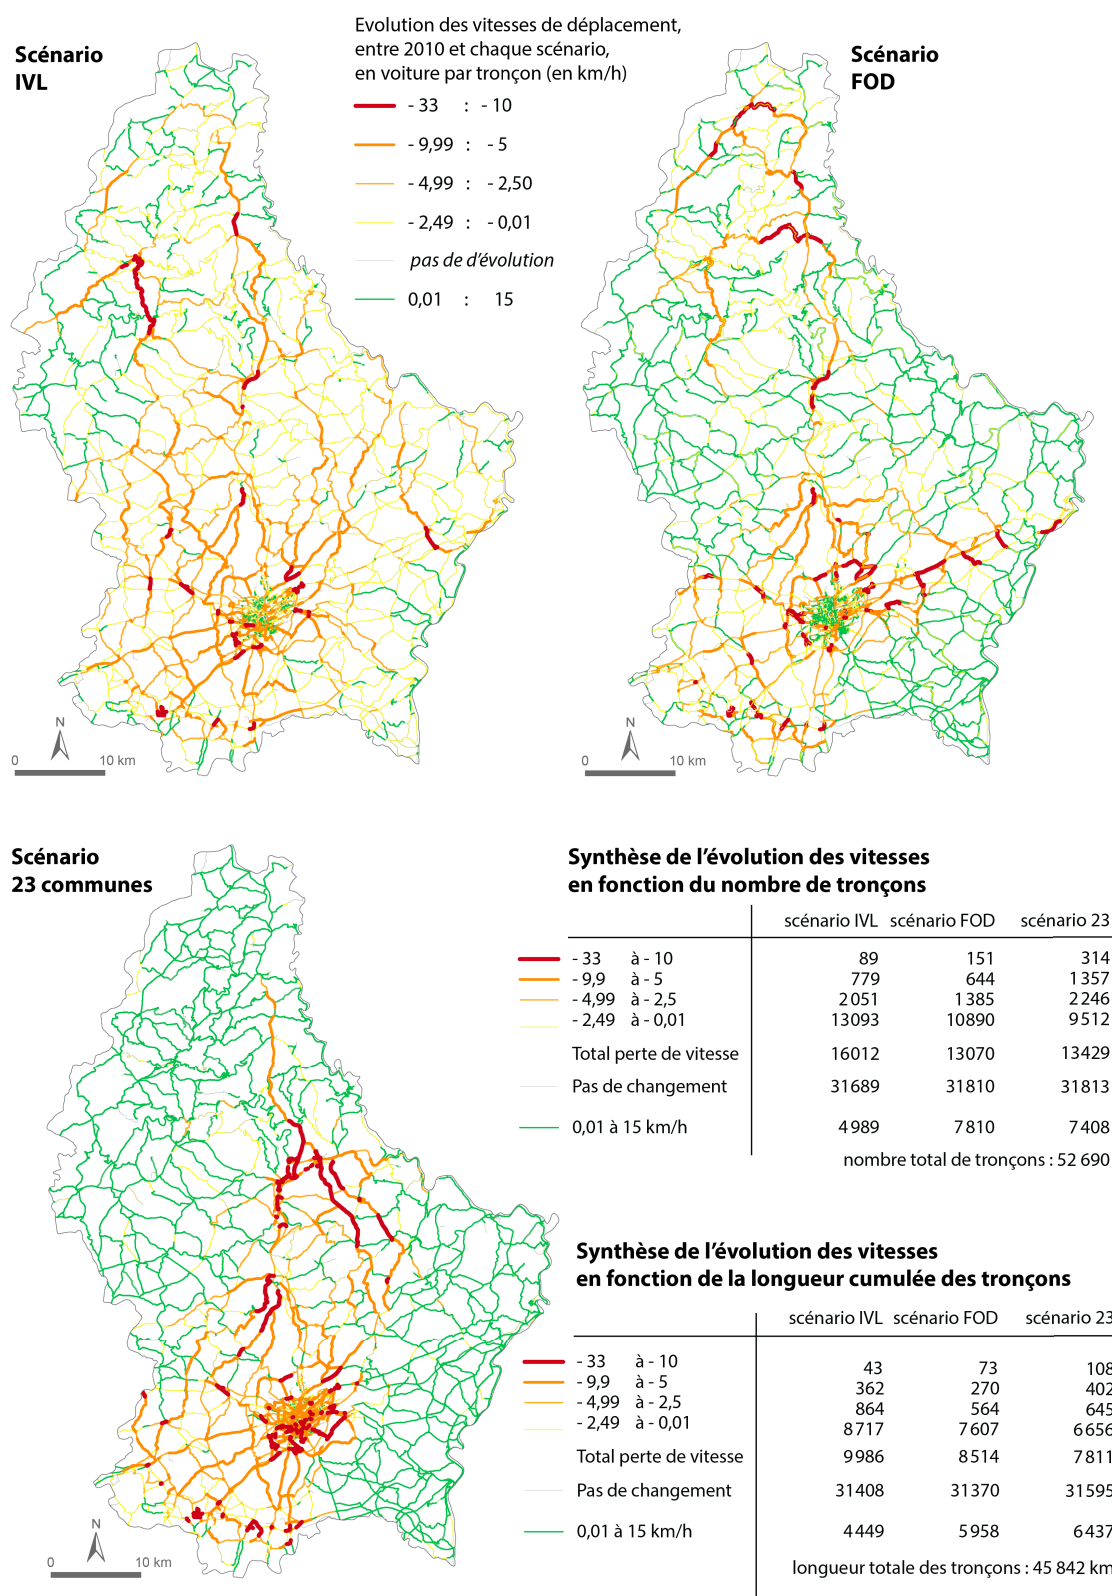 Scénario
IVL
Evolution des vitesses de déplacement,
entre 2010 et chaque scénario,
en voiture par tronçon (en km/h)
- 33 : - 10
- 9,99 : - 5
- 4,99 : - 2,50
- 2,49 : - 0,01
pas de d'évolution
0,01 : 15
Scénario
FOD
N
0 10 km
N
0 10 km
Scénario
23 communes
N
0 10 km
Synthèse de l'évolution des vitesses
en fonction du nombre de tronçons
scénario IVL scénario FOD scénario 23
- 33 à - 10 89 151 314
- 9,9 à - 5 779 644 1357
- 4,99 à - 2,5 2051 1385 2246
- 2,49 à - 0,01 13093 10890 9512
Total perte de vitesse 16012 13070 13429
Pas de changement 31689 31810 31813
0,01 à 15 km/h 4989 7810 7408
nombre total de tronçons : 52 690
Synthèse de l'évolution des vitesses
en fonction de la longueur cumulée des tronçons
scénario IVL scénario FOD scénario 23
- 33 à - 10 43 73 108
- 9,9 à - 5 362 270 402
- 4,99 à - 2,5 864 564 645
- 2,49 à - 0,01 8717 7607 6656
Total perte de vitesse 9986 8514 7811
Pas de changement 31408 31370 31595
0,01 à 15 km/h 4449 5958 6437
longueur totale des tronçons : 45 842 km